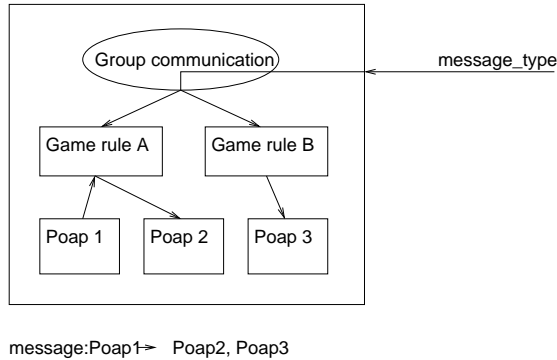 Group communication
message_type
Game rule A
Game rule B
Poap 1
Poap 2
Poap 3
message:Poap1→ Poap2, Poap3